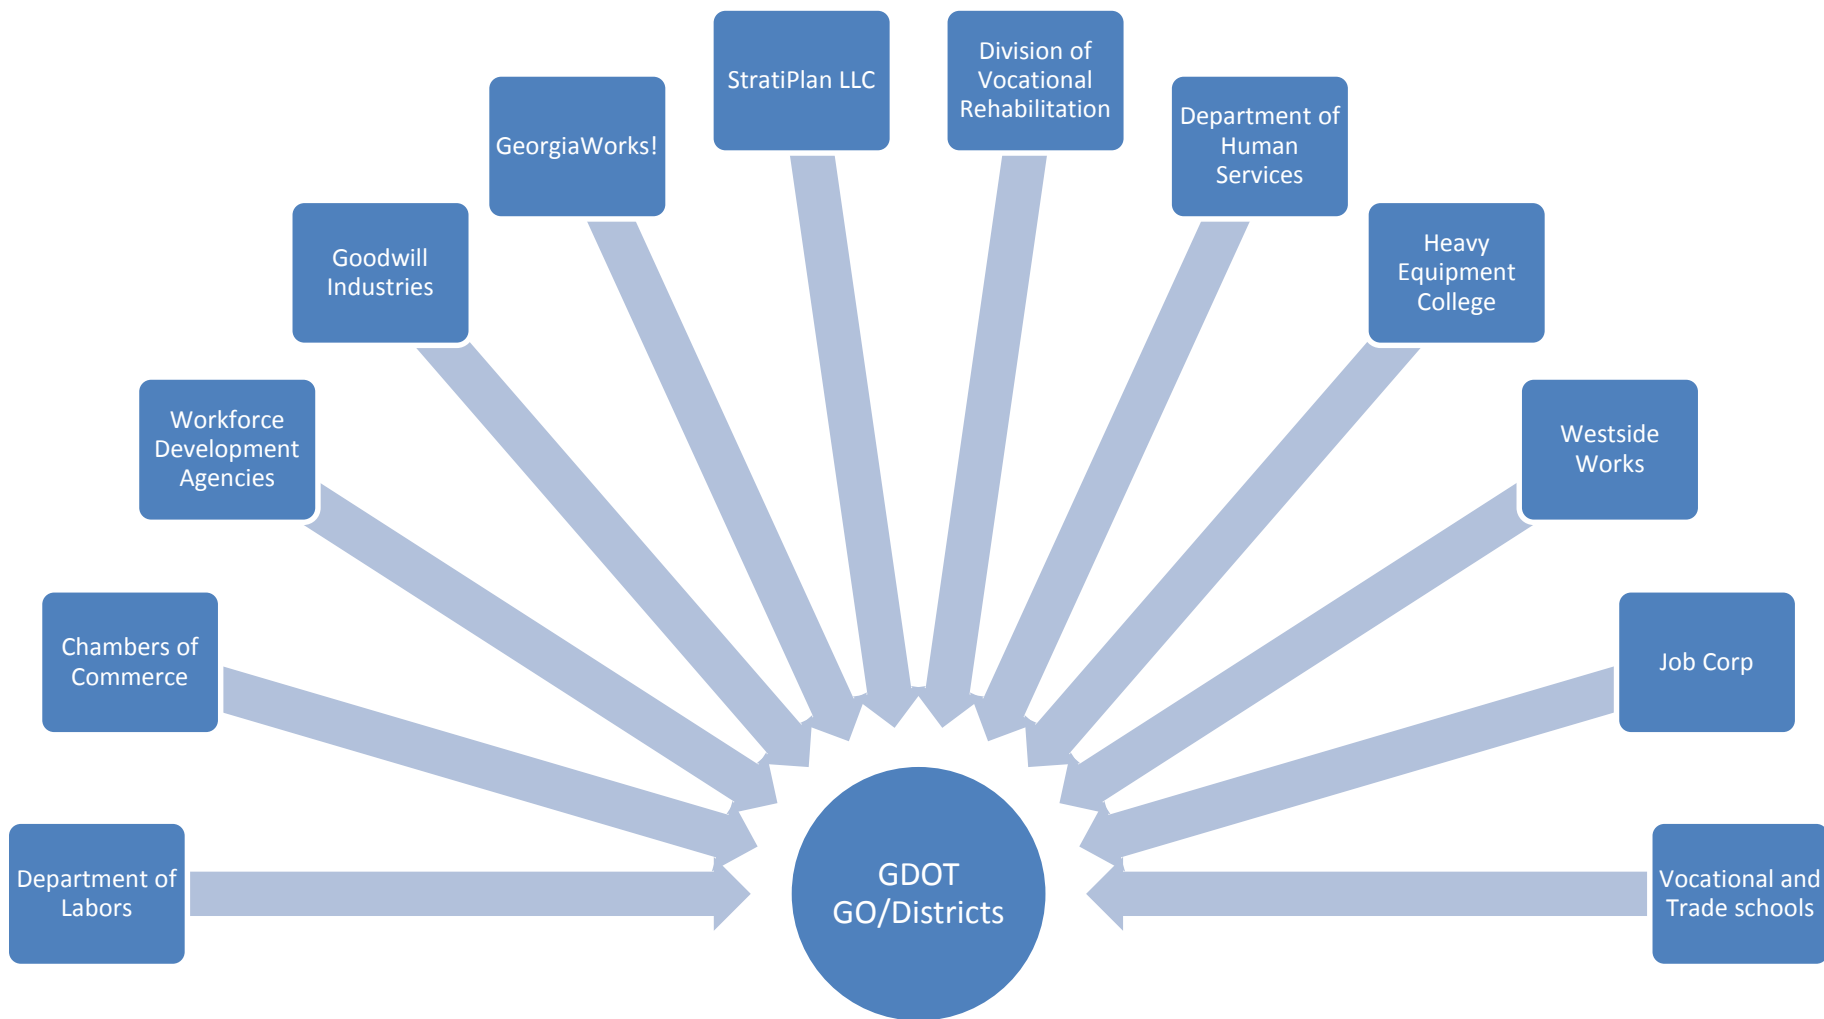 StratiPlan LLC
Division of
Vocational
Rehabilitation
GeorgiaWorks!
Department of
Human
Services
Goodwill
Industries
Heavy
Equipment
College
Workforce
Development
Agencies
Westside
Works
Chambers of
Commerce
Job Corp
Department of
Labors
GDOT
GO/Districts
Vocational and
Trade schools